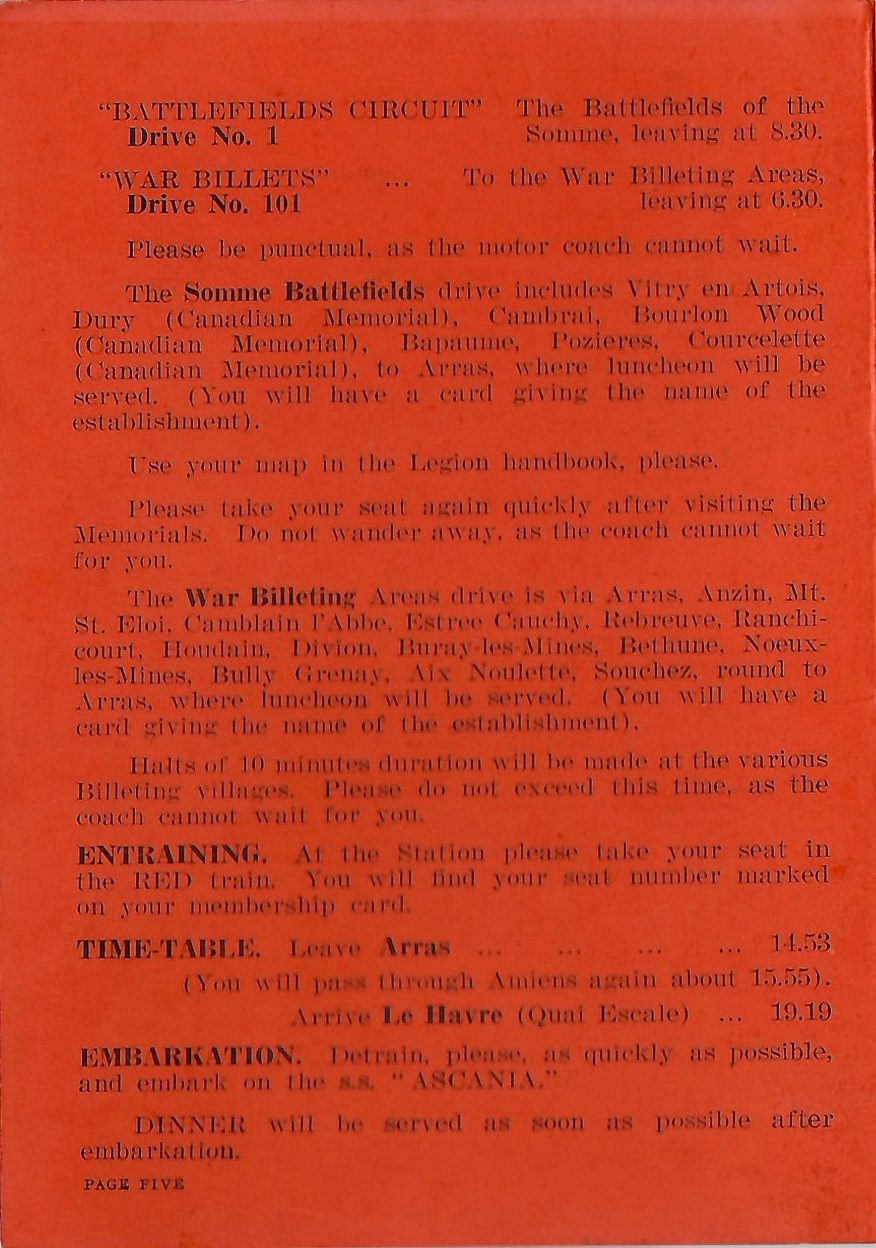 “BATTLEFIELDS CIRCUIT” The Battlefields of the
Drive No. 1 Somme, leaving at 8.30.
“WAR BILLETS” ... To the War Billeting Areas,
Drive No. 101 leaving at 6.30.
Please be punctual, as the motor coach cannot wait.
The Somme Battlefields drive includes Vitry en Artois,
Dury (Canadian Memorial), Cambrai, Bourlon Wood
(Canadian Memorial), Bapaume, Pozieres, Courcelette
(Canadian Memorial), to Arras, where luncheon will be
served. (You will have a card giving the name of the
establishment).
Use your map in the Legion handbook, please.
Please take your seat again quickly after visiting the
Memorials. Do not wander away, as the coach cannot wait
for you.
The War Billeting Areas drive is via Arras, Anzin, Mt.
St. Eloi, Camblain l’Abbe, Estree Cauchy, Rebreuve, Ranchi-
court, Houdain, Divion, Buray-les-Mines, Bethune, Noeux-
les-Mines, Bully Grenay, Aix Noulette, Souchez, round to
Arras, where luncheon will be served. (You will have a
card giving the name of the establishment).
Halts of 10 minutes duration will be made at the various
Billeting villages. Please do not exceed this time, as the
coach cannot wait for you.
ENTRAINING. At the Station please take your seat in
the RED train. You will find your seat number marked
on your membership card.
TIME-TABLE. Leave Arras ... ... ... ... 14.53
(You will pass through Amiens again about 15.55).
Arrive Le Havre (Quai Escale) ... 19.19
EMBARKATION. Detrain, please, as quickly as possible,
and embark on the s.s. “ASCANIA.”
DINNER will be served as soon as possible after
embarkation.
PAGE FIVE